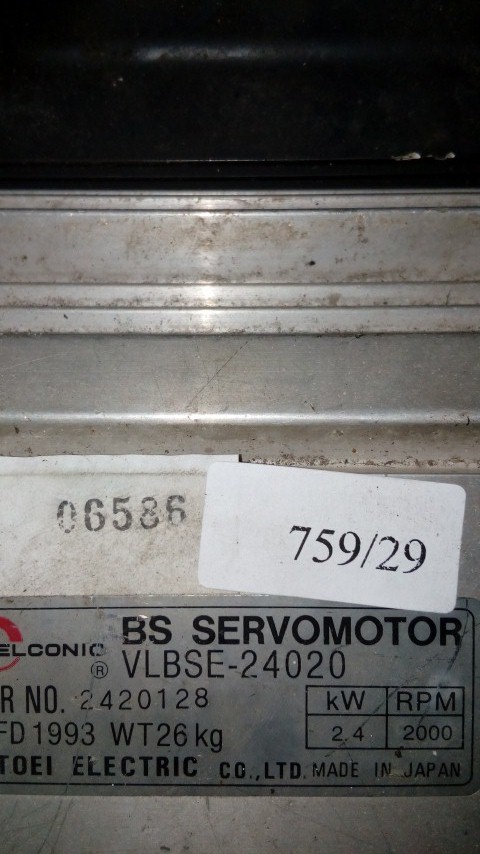 06586
759/29
BS SERVOMOTOR
ELCONIC ® VLBSE-24020
R NO. 2420128
kW RPM
FD 1993 WT 26 kg
2.4 2000
TOEI ELECTRIC CO.,LTD. MADE IN JAPAN